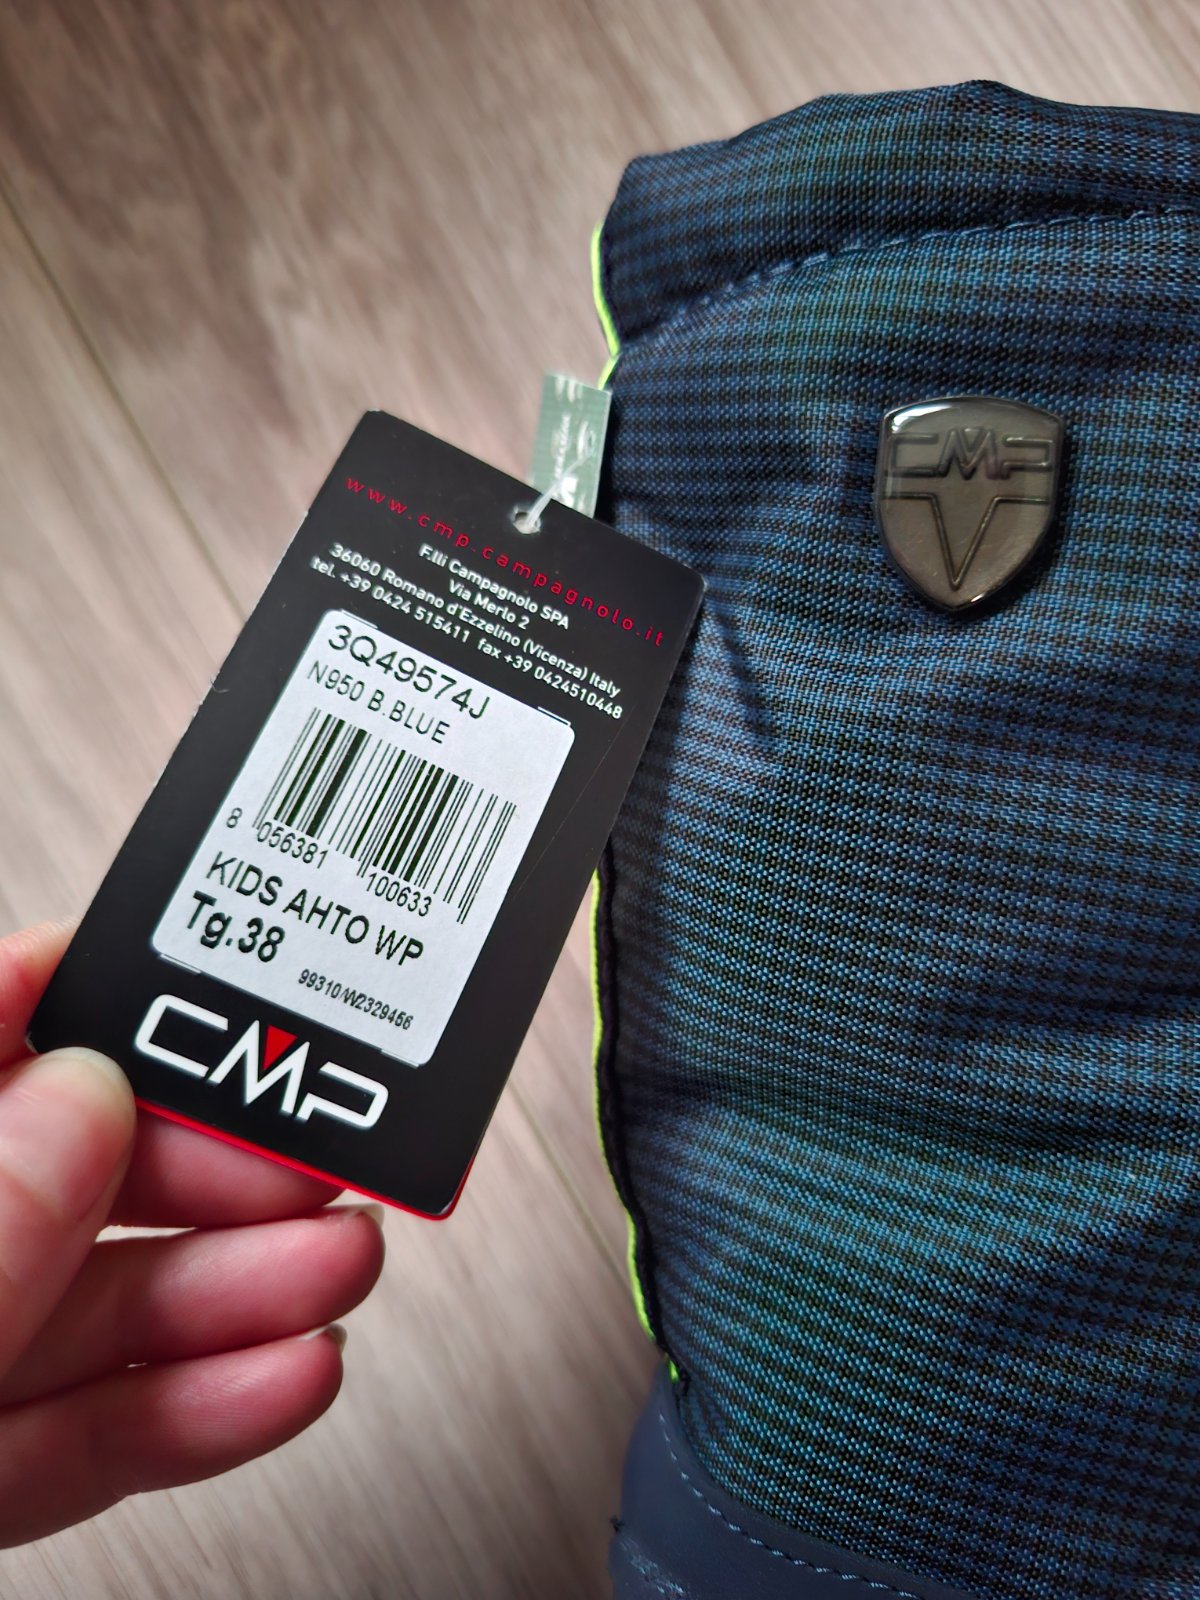 www.cmp.campagnolo.it
F.lli Campagnolo SPA
Via Merlo 2
36060 Romano d'Ezzelino (Vicenza) Italy
tel. +39 0424 515411 fax +39 0424510448
3Q49574J
N950 B.BLUE
8 056381 100633
KIDS AHTO WP
Tg.38
99310/W2329456
CMP
CMP